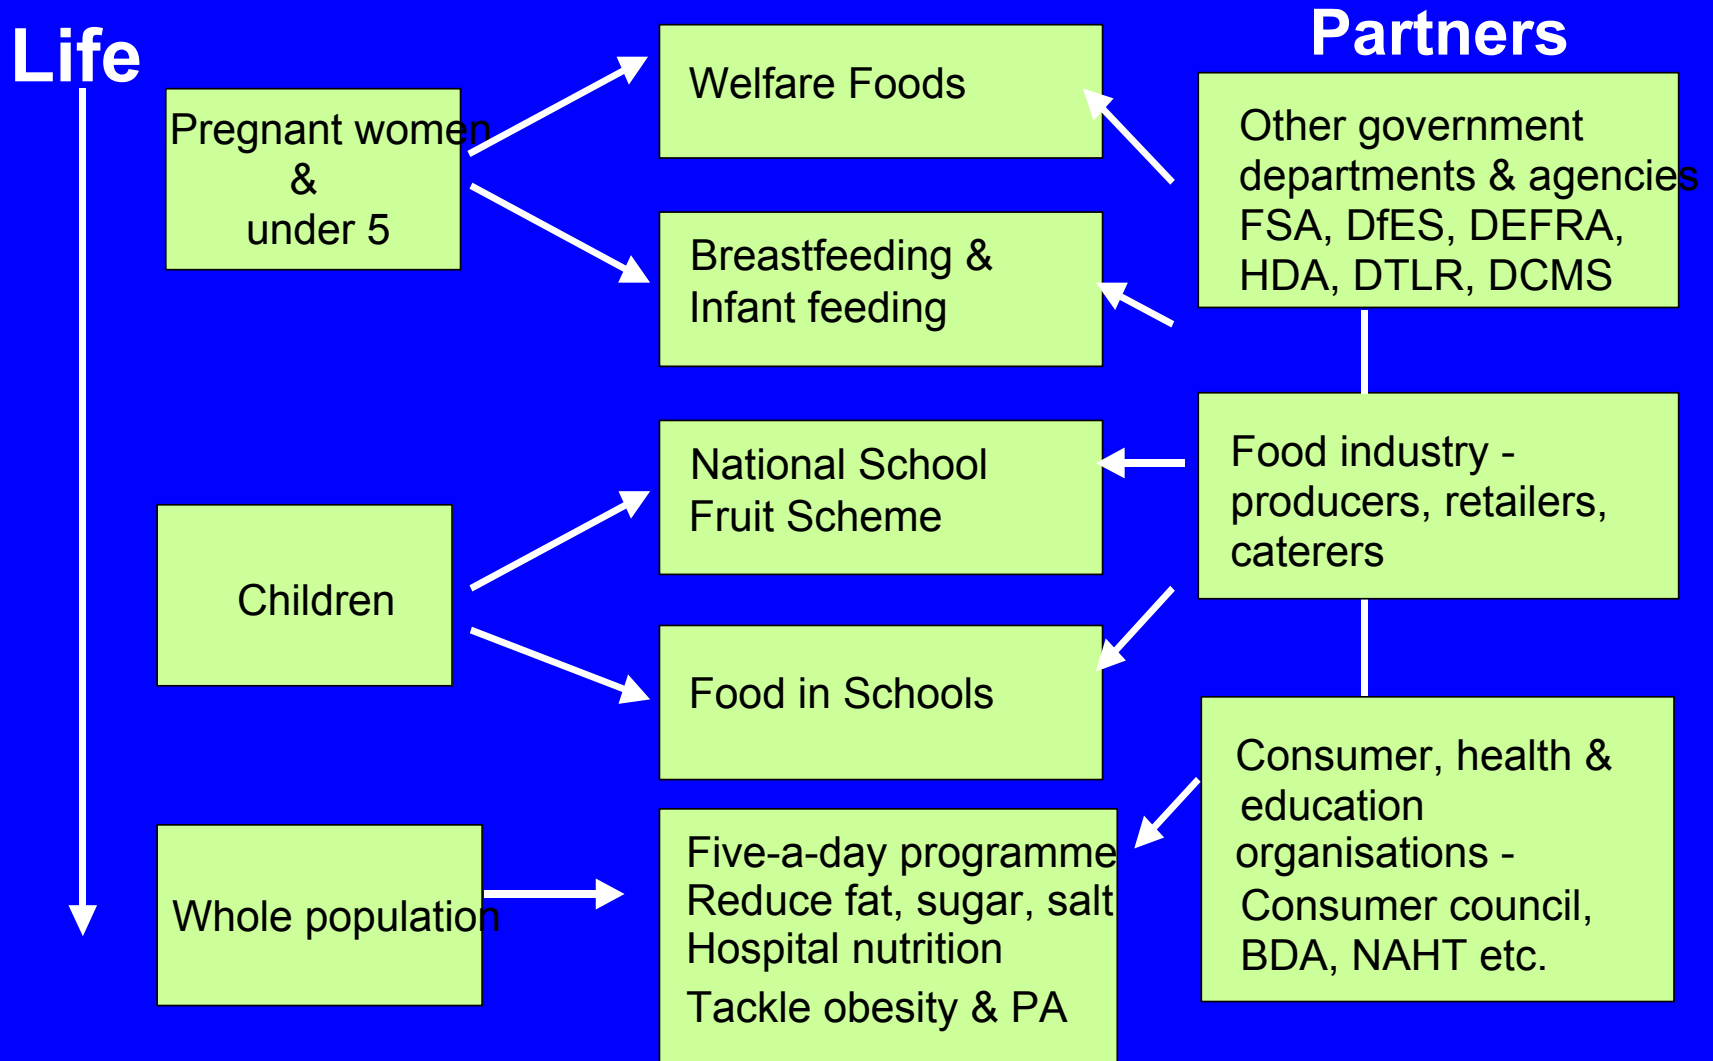 Life
Pregnant women
&
under 5
Children
Whole population
Welfare Foods
Breastfeeding &
Infant feeding
National School
Fruit Scheme
Food in Schools
Five-a-day programme
Reduce fat, sugar, salt
Hospital nutrition
Tackle obesity & PA
Partners
Other government
departments & agencies
FSA, DfES, DEFRA,
HDA, DTLR, DCMS
Food industry -
producers, retailers,
caterers
Consumer, health &
education
organisations -
Consumer council,
BDA, NAHT etc.